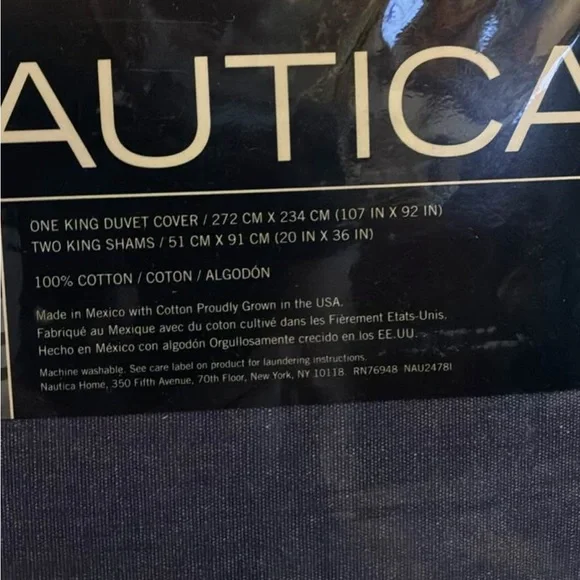 AUTICA
ONE KING DUVET COVER / 272 CM X 234 CM (107 IN X 92 IN)
TWO KING SHAMS / 51 CM X 91 CM (20 IN X 36 IN)
100% COTTON / COTON / ALGODÓN
Made in Mexico with Cotton Proudly Grown in the USA.
Fabriqué au Mexique avec du coton cultivé dans les Fièrement Etats-Unis.
Hecho en México con algodón Orgullosamente crecido en los EE.UU.
Machine washable. See care label on product for laundering instructions.
Nautica Home, 350 Fifth Avenue, 70th Floor, New York, NY 10118. RN76948 NAU2478I